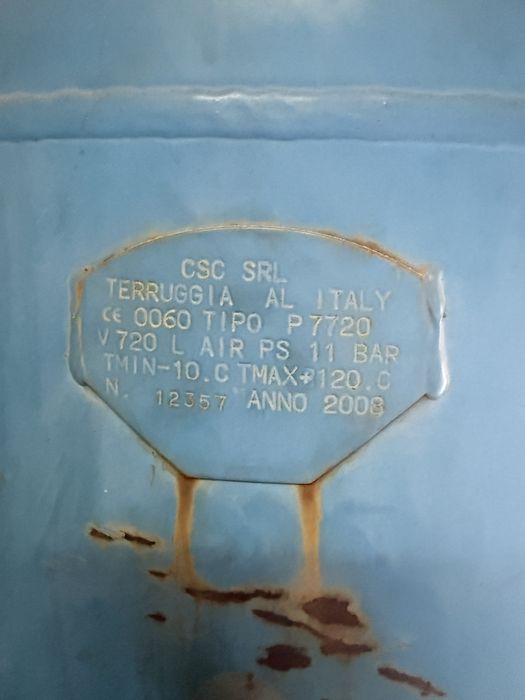 CSC SRL
TERRUGGIA AL ITALY
CE 0060 TIPO P7720
V 720 L AIR PS 11 BAR
TMIN-10.C TMAX+120.C
N. 12357 ANNO 2008